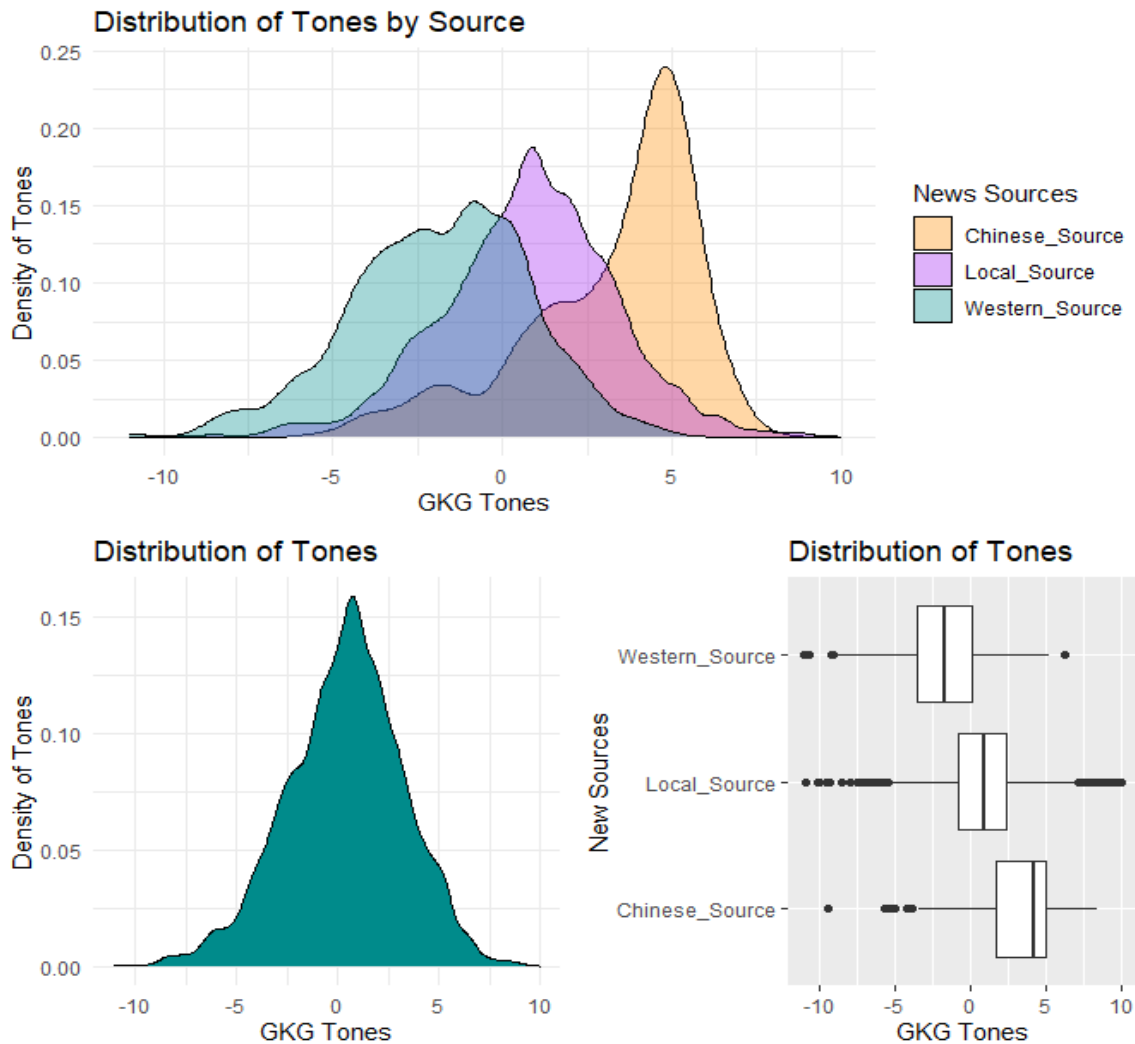 Distribution of Tones by Source
0.25
0.20
0.15
0.10
0.05
0.00
Density of Tones
-10
-5
0
5
10
GKG Tones
News Sources
Chinese_Source
Local_Source
Western_Source
Distribution of Tones
0.15
0.10
0.05
0.00
Density of Tones
-10
-5
0
5
10
GKG Tones
Distribution of Tones
New Sources
Western_Source
Local_Source
Chinese_Source
-10
-5
0
5
10
GKG Tones